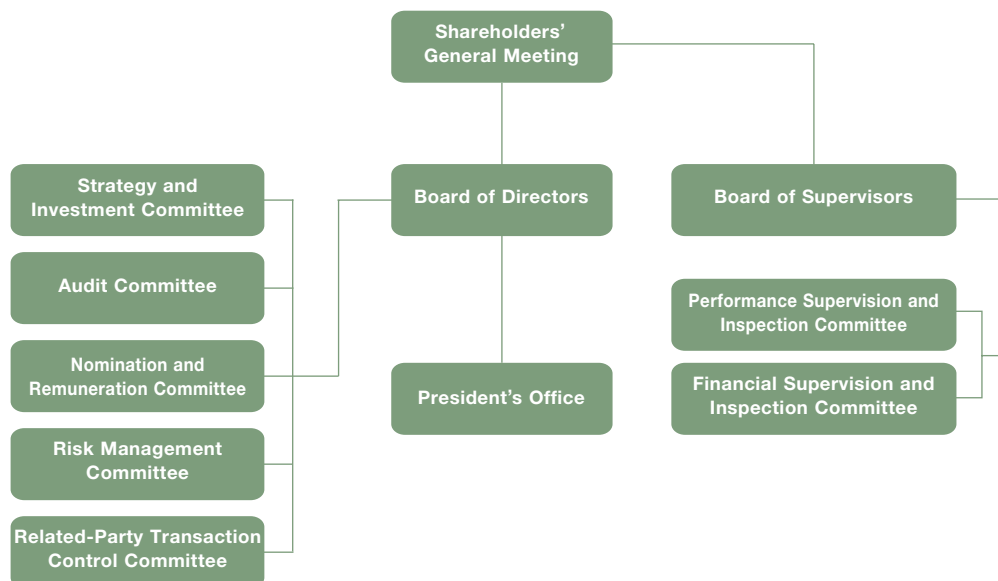 Shareholders’
General Meeting
Strategy and
Investment Committee
Board of Directors
Board of Supervisors
Audit Committee
Performance Supervision and
Inspection Committee
Nomination and
Remuneration Committee
President’s Office
Financial Supervision and
Inspection Committee
Risk Management
Committee
Related-Party Transaction
Control Committee